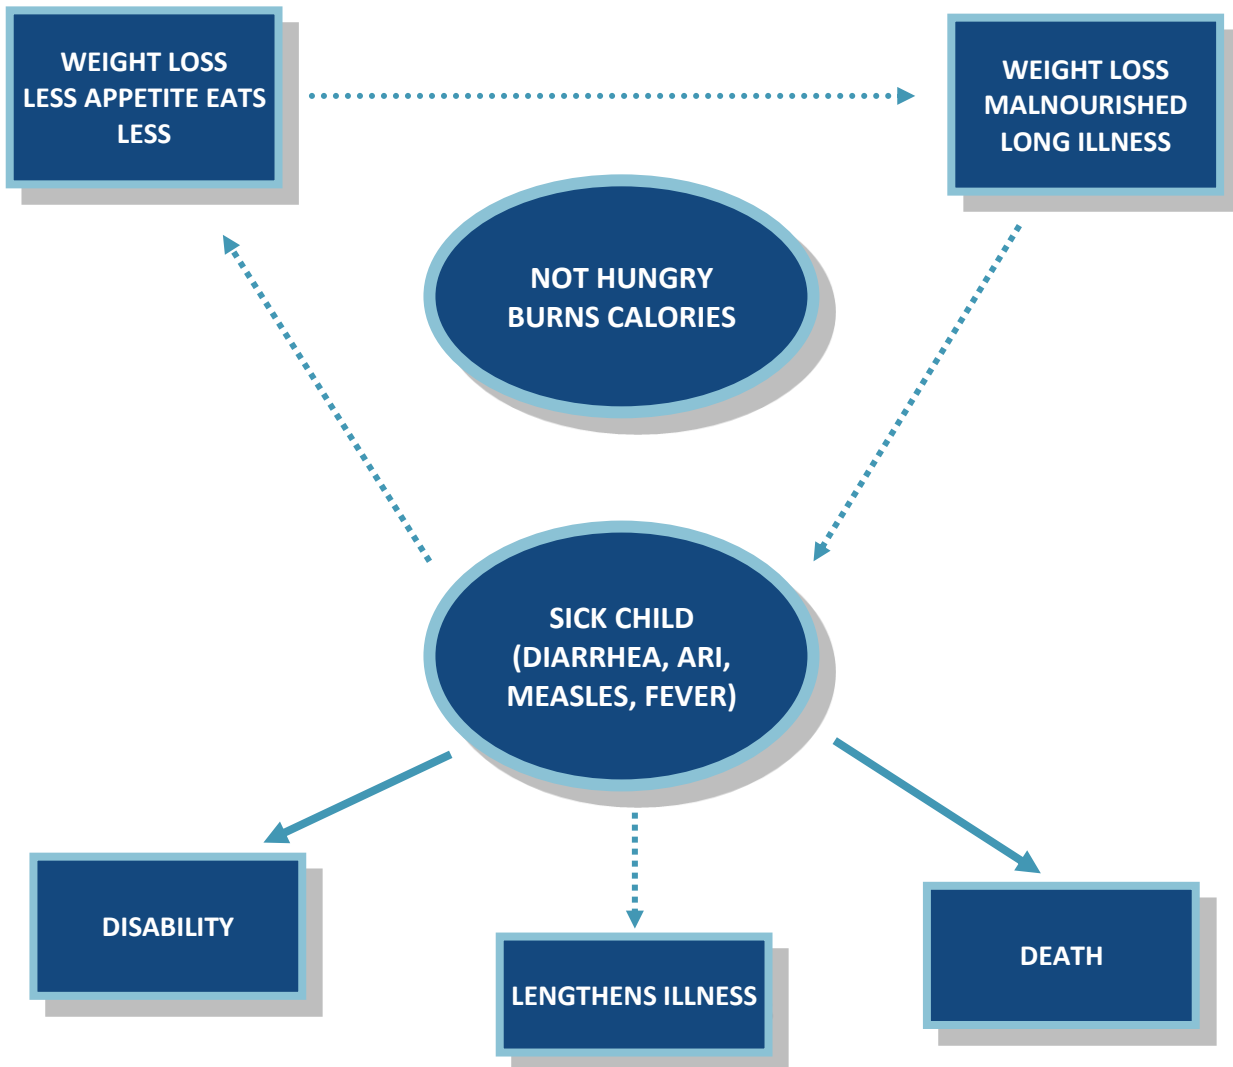 WEIGHT LOSS
LESS APPETITE EATS
LESS
WEIGHT LOSS
MALNOURISHED
LONG ILLNESS
NOT HUNGRY
BURNS CALORIES
SICK CHILD
(DIARRHEA, ARI,
MEASLES, FEVER)
DISABILITY
LENGTHENS ILLNESS
DEATH